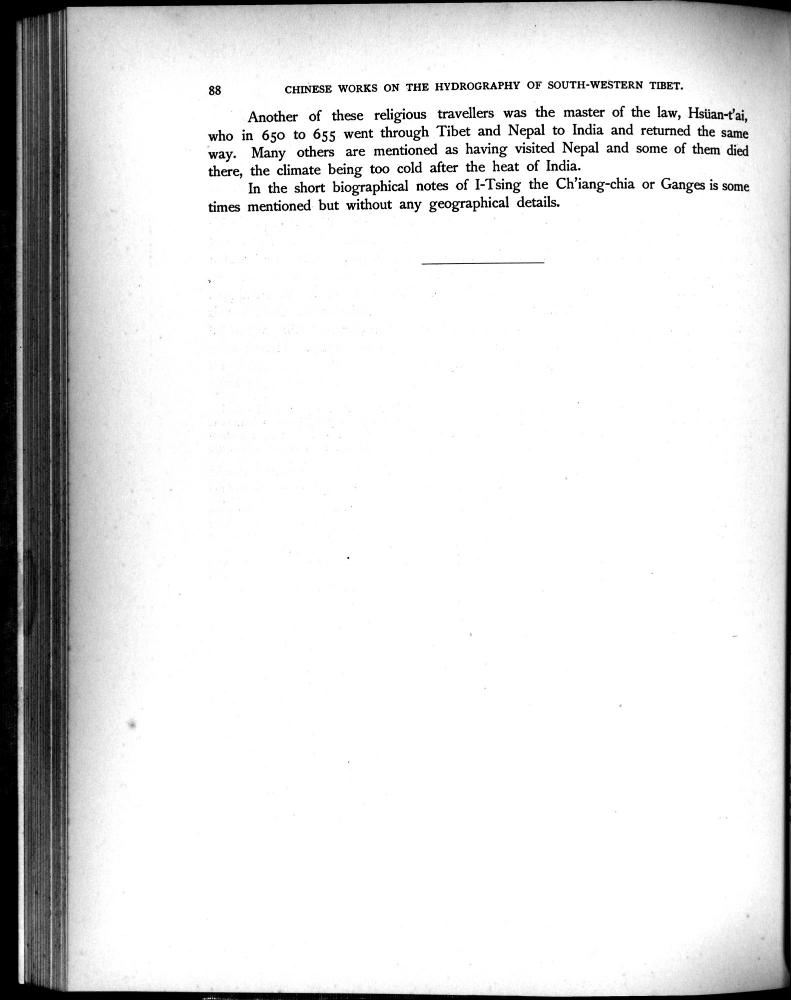 88 CHINESE WORKS ON THE HYDROGRAPHY OF SOUTH-WESTERN TIBET.
Another of these religious travellers was the master of the law, Hsüan-t'ai,
who in 650 to 655 went through Tibet and Nepal to India and returned the same
way. Many others are mentioned as having visited Nepal and some of them died
there, the climate being too cold after the heat of India.
In the short biographical notes of I-Tsing the Ch'iang-chia or Ganges is some
times mentioned but without any geographical details.